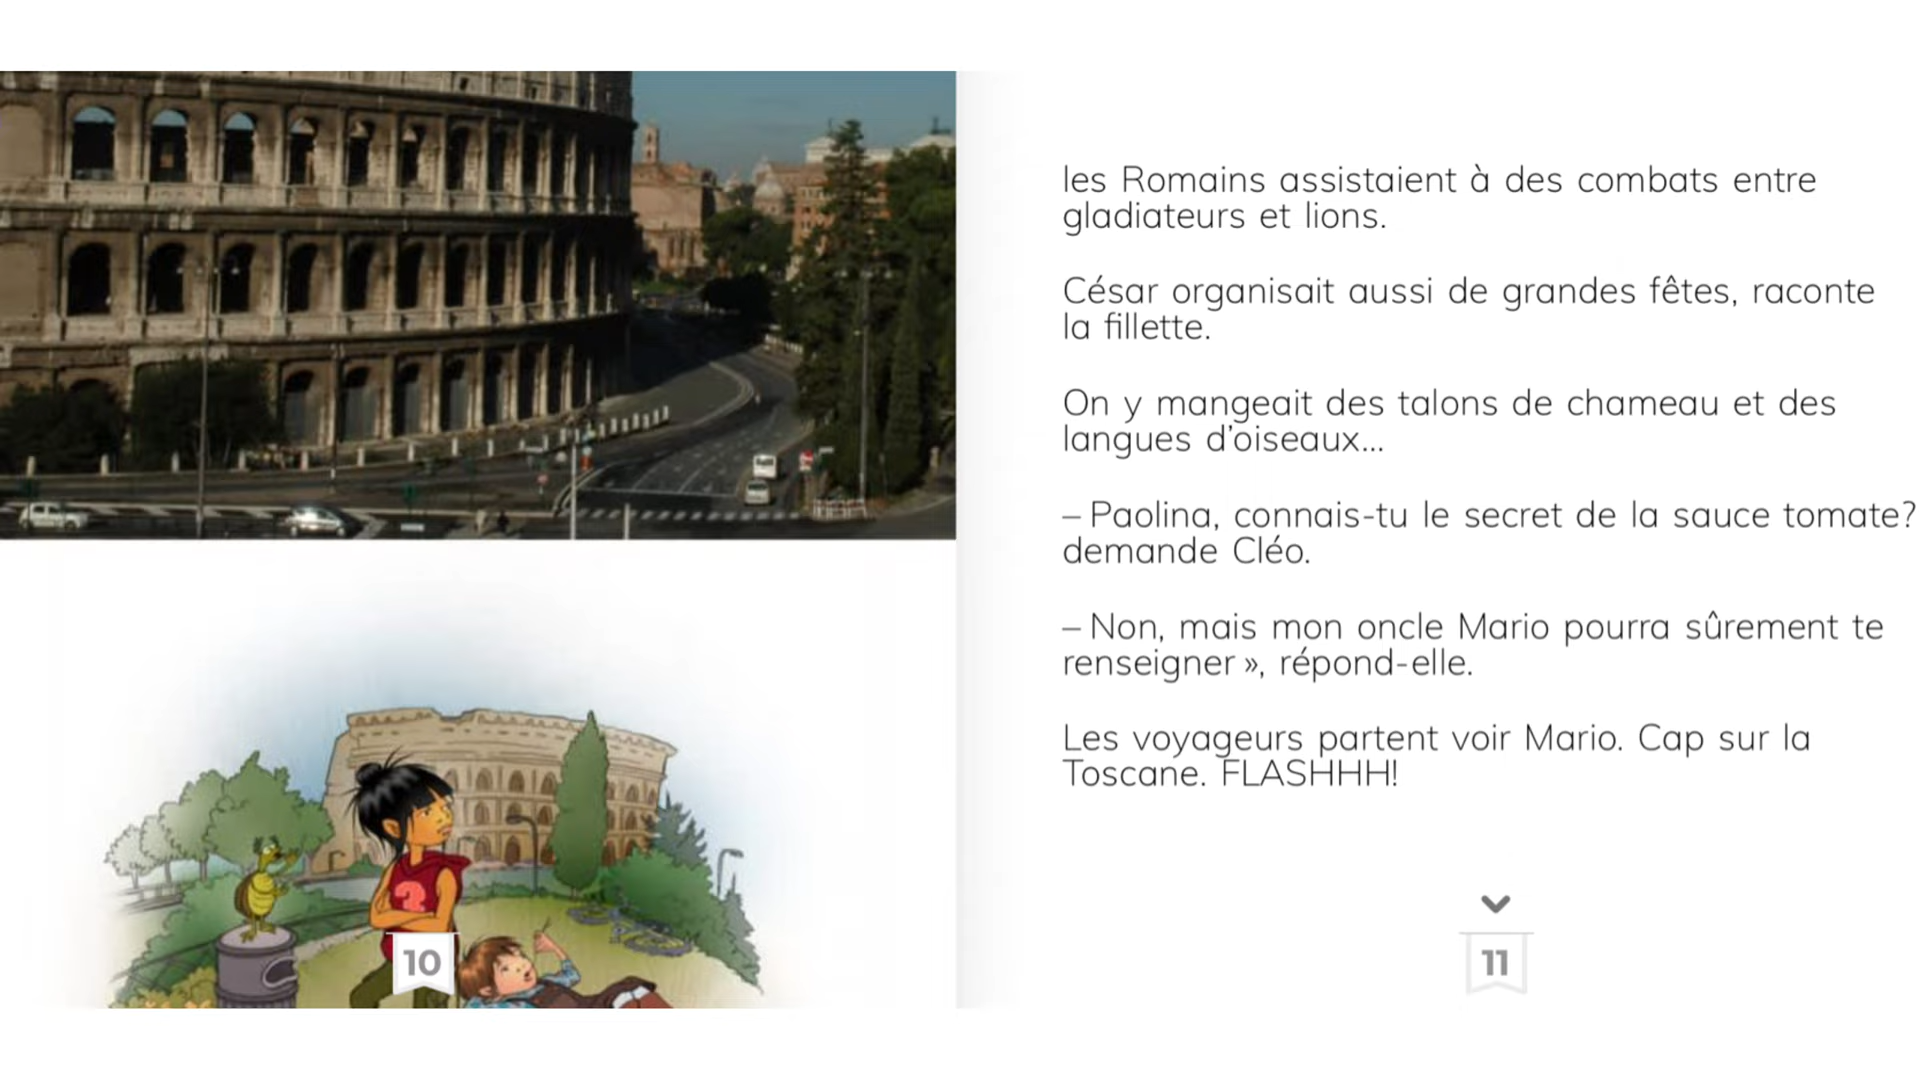 les Romains assistaient à des combats entre
gladiateurs et lions.
César organisait aussi de grandes fêtes, raconte
la fillette.
On y mangeait des talons de chameau et des
langues d'oiseaux...
– Paolina, connais-tu le secret de la sauce tomate?
demande Cléo.
– Non, mais mon oncle Mario pourra sûrement te
renseigner », répond-elle.
Les voyageurs partent voir Mario. Cap sur la
Toscane. FLASHHH!
10
11